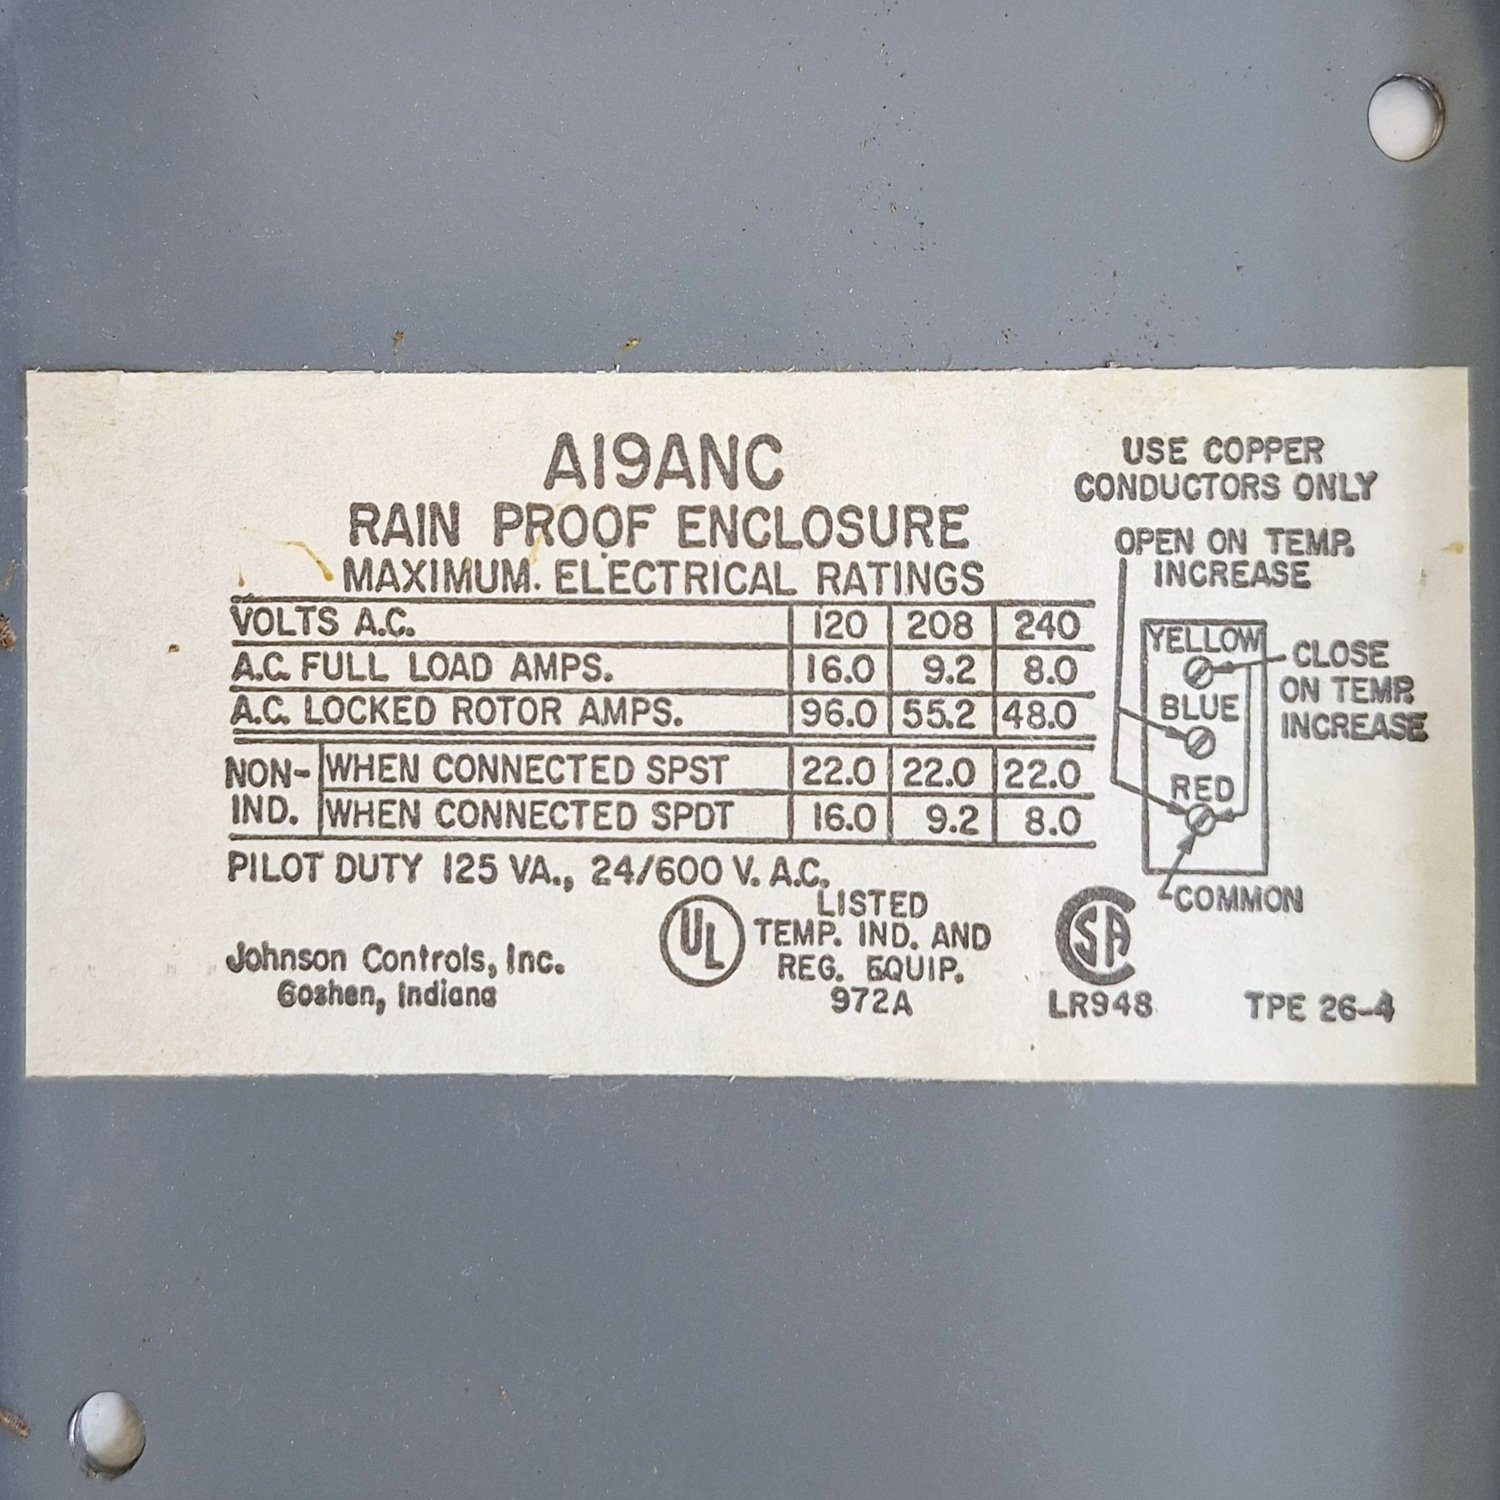 A19ANC
RAIN PROOF ENCLOSURE
MAXIMUM. ELECTRICAL RATINGS
VOLTS A.C. 120 208 240
A.C. FULL LOAD AMPS. 16.0 9.2 8.0
A.C. LOCKED ROTOR AMPS. 96.0 55.2 48.0
NON-IND. WHEN CONNECTED SPST 22.0 22.0 22.0
WHEN CONNECTED SPDT 16.0 9.2 8.0
PILOT DUTY 125 VA., 24/600 V. A.C.
Johnson Controls, Inc.
Goshen, Indiana
UL
LISTED
TEMP. IND. AND
REG. EQUIP.
972A
USE COPPER
CONDUCTORS ONLY
OPEN ON TEMP.
INCREASE
YELLOW
CLOSE
ON TEMP.
INCREASE
BLUE
RED
COMMON
CSA
LR948
TPE 26-4